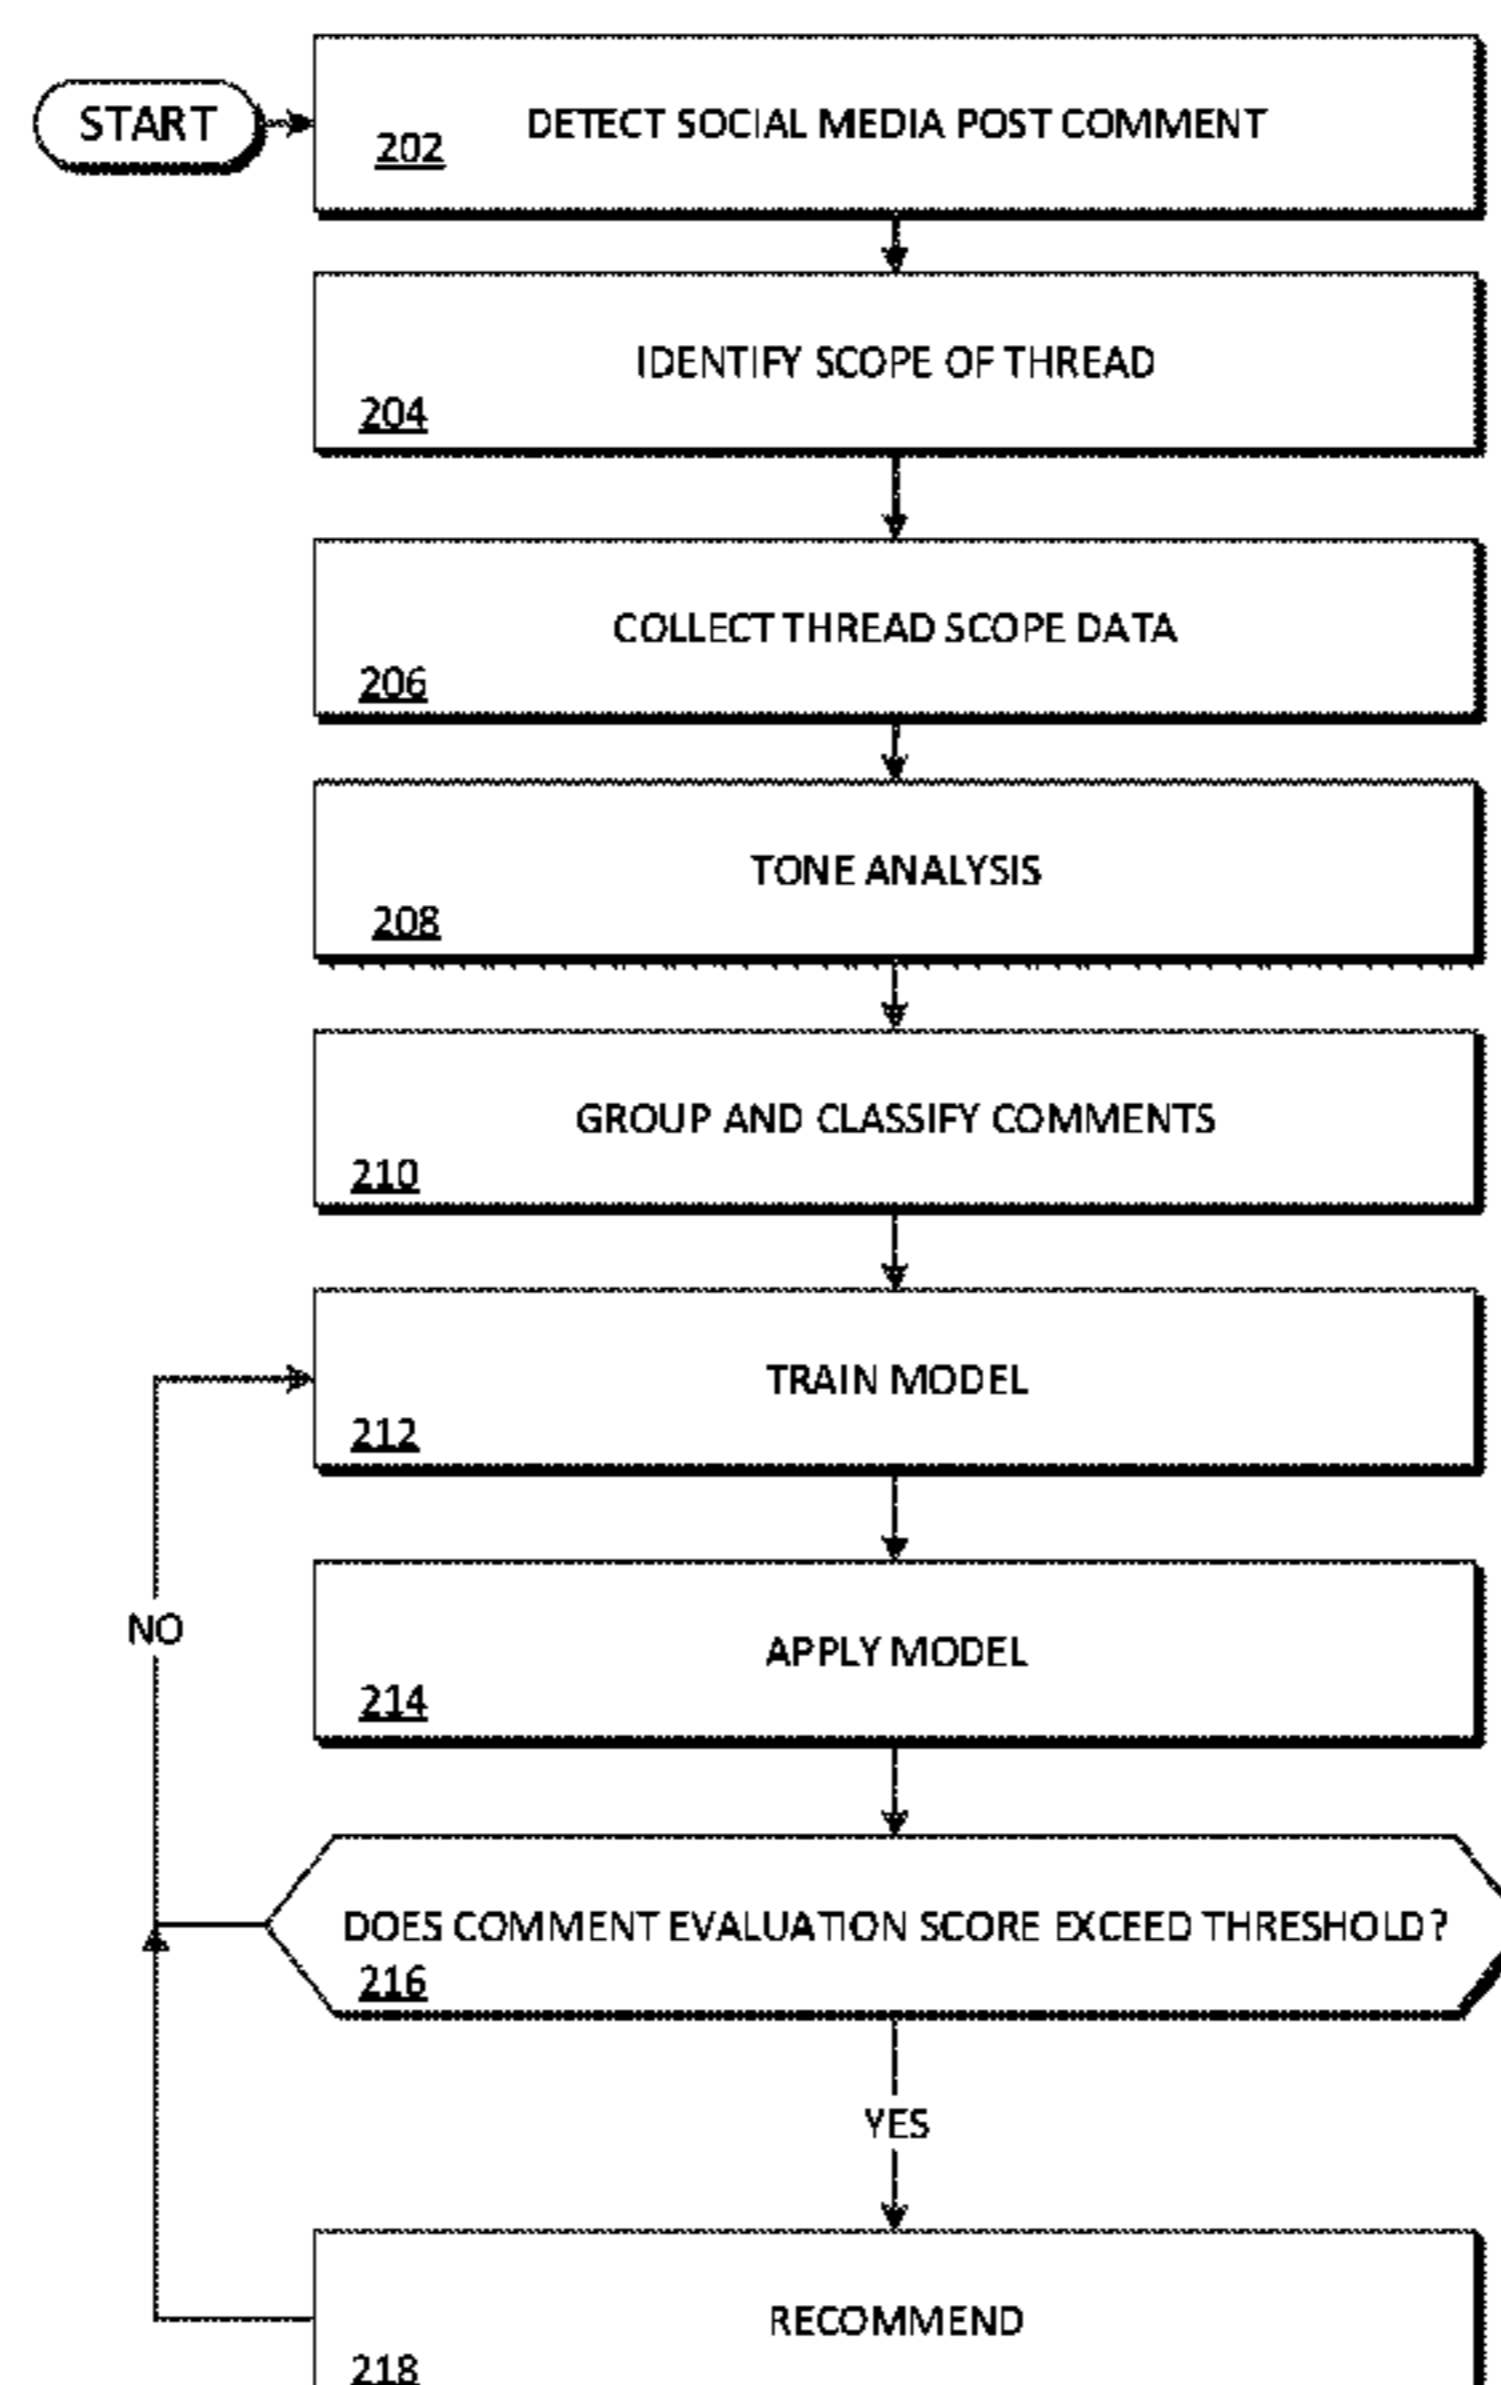 START
DETECT SOCIAL MEDIA POST COMMENT
202
IDENTIFY SCOPE OF THREAD
204
COLLECT THREAD SCOPE DATA
206
TONE ANALYSIS
208
GROUP AND CLASSIFY COMMENTS
210
TRAIN MODEL
212
NO
APPLY MODEL
214
DOES COMMENT EVALUATION SCORE EXCEED THRESHOLD?
216
YES
RECOMMEND
218